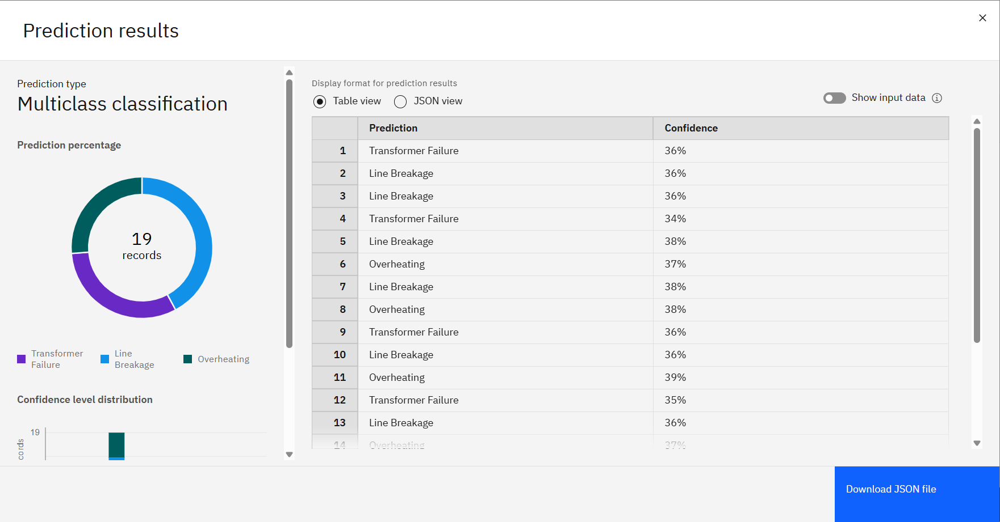 Prediction results
Prediction type
Multiclass classification
Prediction percentage
19
records
Transformer Failure
Line Breakage
Overheating
Confidence level distribution
19
cords
Display format for prediction results
Table view JSON view
Show input data
Prediction Confidence
1 Transformer Failure 36%
2 Line Breakage 36%
3 Line Breakage 36%
4 Transformer Failure 34%
5 Line Breakage 38%
6 Overheating 37%
7 Line Breakage 38%
8 Overheating 38%
9 Transformer Failure 36%
10 Line Breakage 36%
11 Overheating 39%
12 Transformer Failure 35%
13 Line Breakage 36%
14 Overheating 37%
Download JSON file